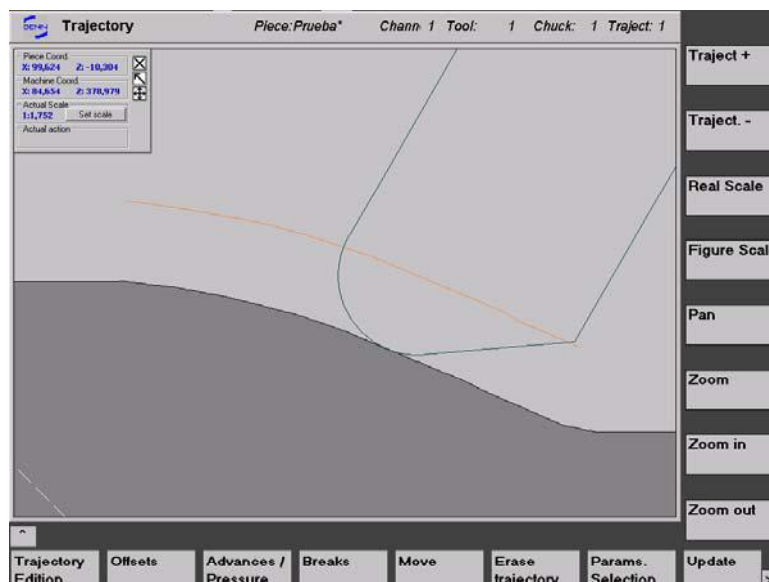 DENN Trajectory Piece:Prueba* Chann 1 Tool: 1 Chuck: 1 Traject: 1
Piece Coord.
X: 99,624 Z: -10,304
Machine Coord.
X: 84,654 Z: 378,979
Actual Scale
1:1,752 Set scale
Actual action
Traject +
Traject. -
Real Scale
Figure Scal
Pan
Zoom
Zoom in
Zoom out
^
Trajectory Edition
Offsets
Advances / Pressure
Breaks
Move
Erase trajectory
Params. Selection
Update